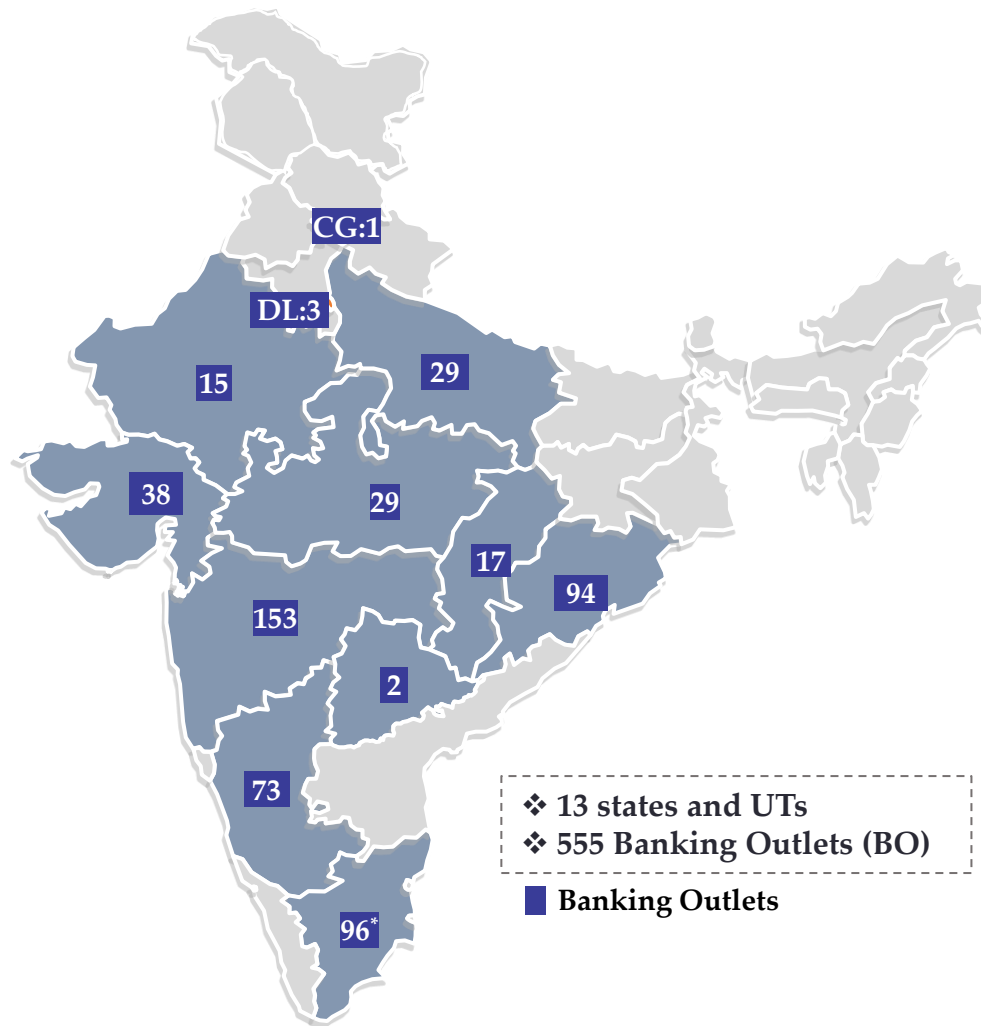 CG:1
DL:3
15
29
38
29
17
94
153
2
73
❖ 13 states and UTs
❖ 555 Banking Outlets (BO)
Banking Outlets
96*